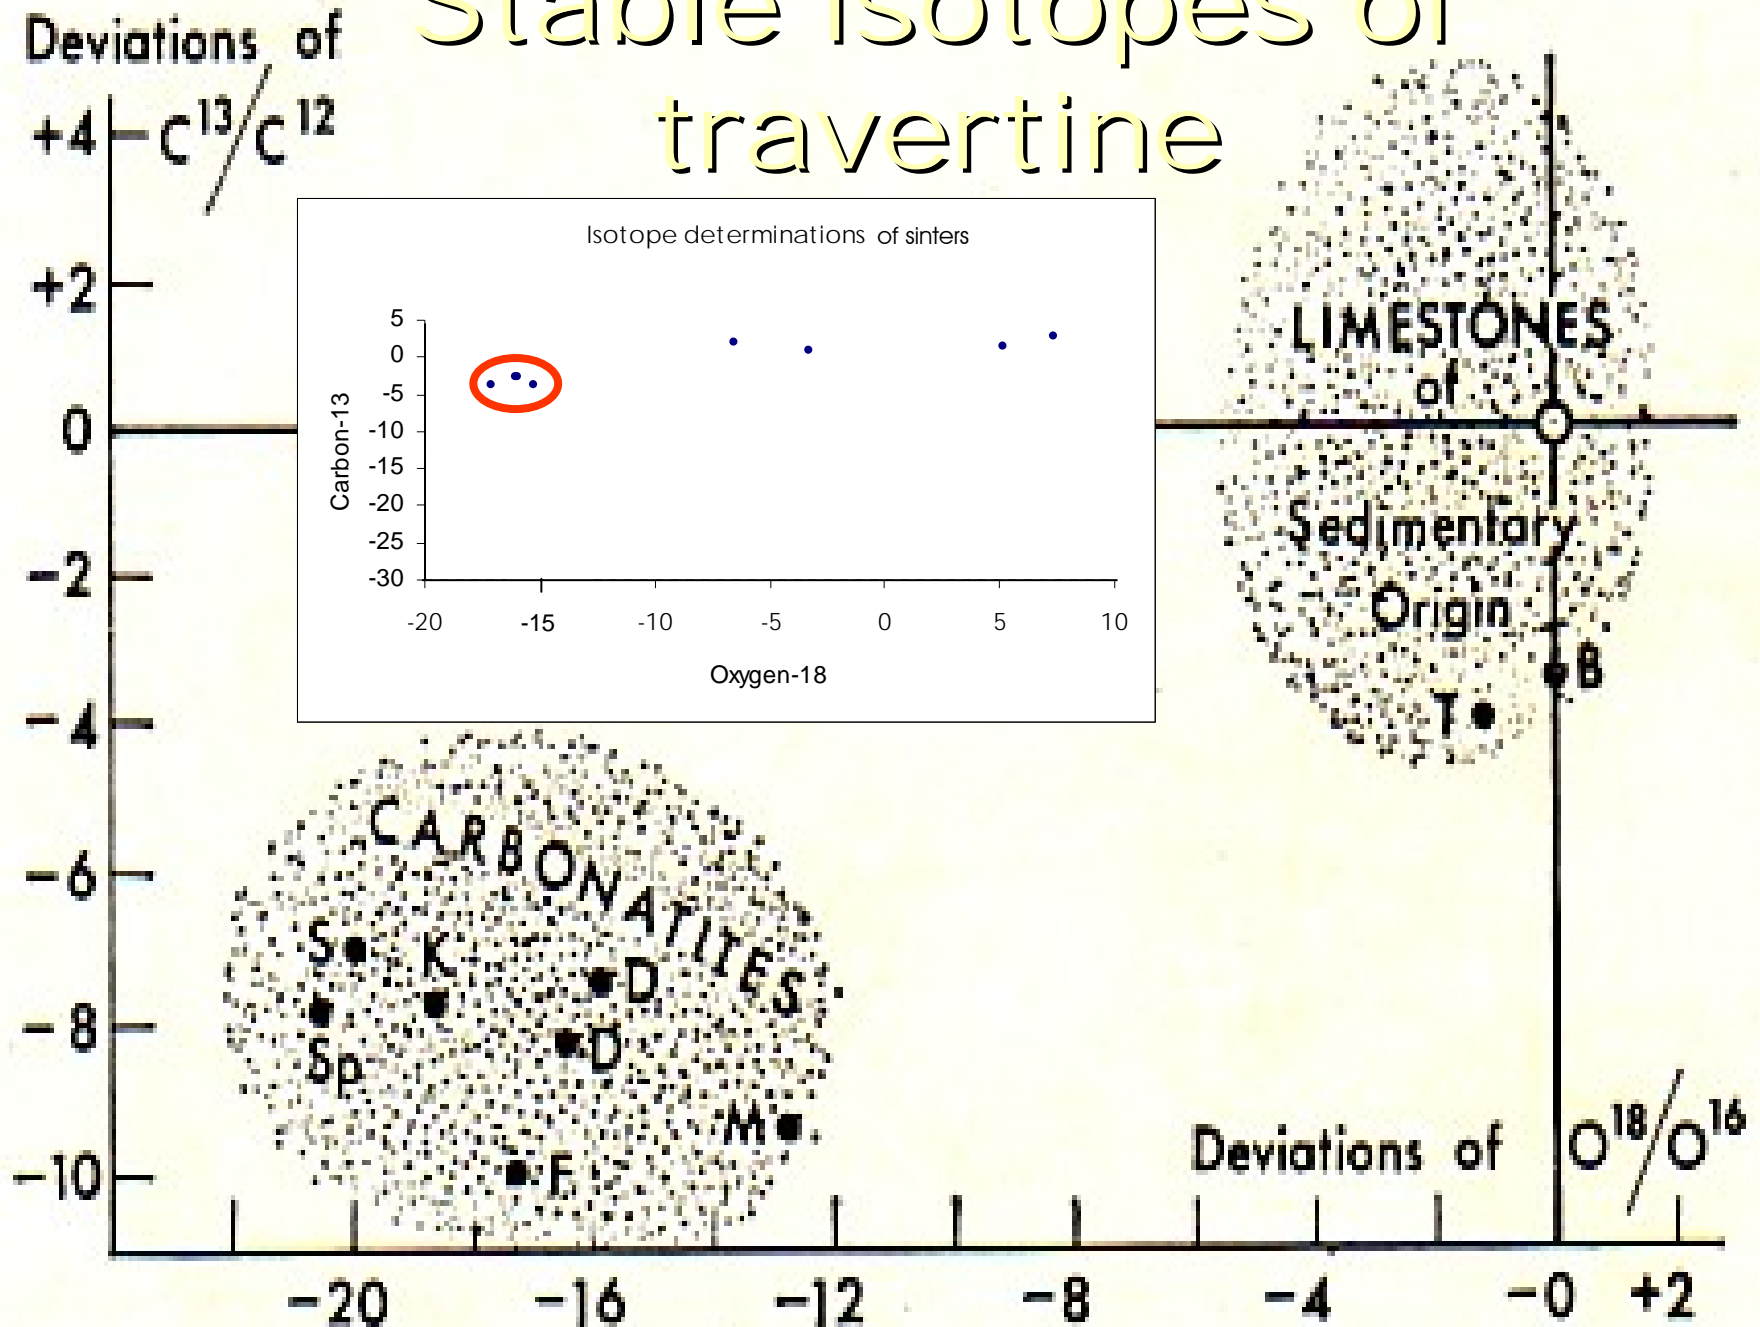 Stable Isotopes of
travertine
Deviations of
C13/C12
+4
+2
0
-2
-4
-6
-8
-10
Isotope determinations of sinters
Carbon-13
5
0
-5
-10
-15
-20
-25
-30
-20 -15 -10 -5 0 5 10
Oxygen-18
LIMESTONES
of
Sedimentary
Origin
B
T
CARBONATITES
S
K
D
Sp
D
M
F
Deviations of O18/O16
-20 -16 -12 -8 -4 -0 +2